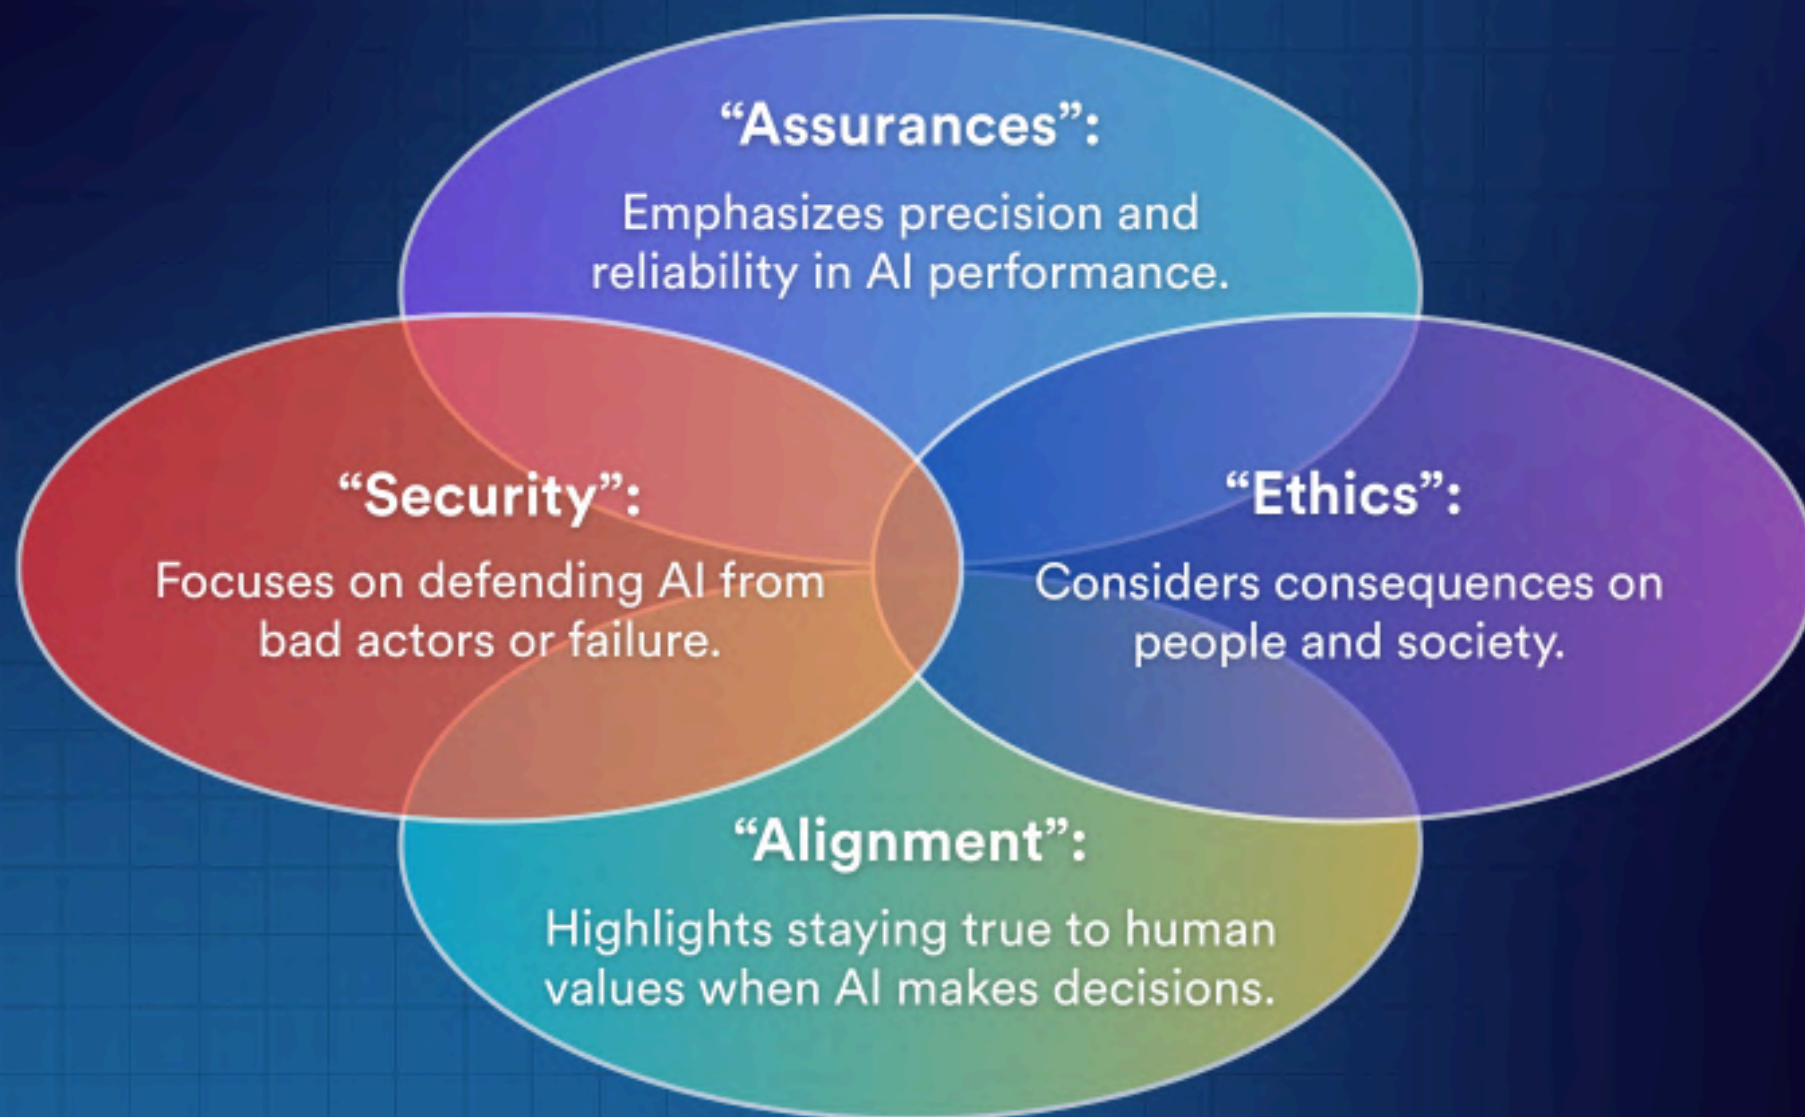 “Assurances”:
Emphasizes precision and
reliability in AI performance.
“Security”:
Focuses on defending AI from
bad actors or failure.
“Ethics”:
Considers consequences on
people and society.
“Alignment”:
Highlights staying true to human
values when AI makes decisions.